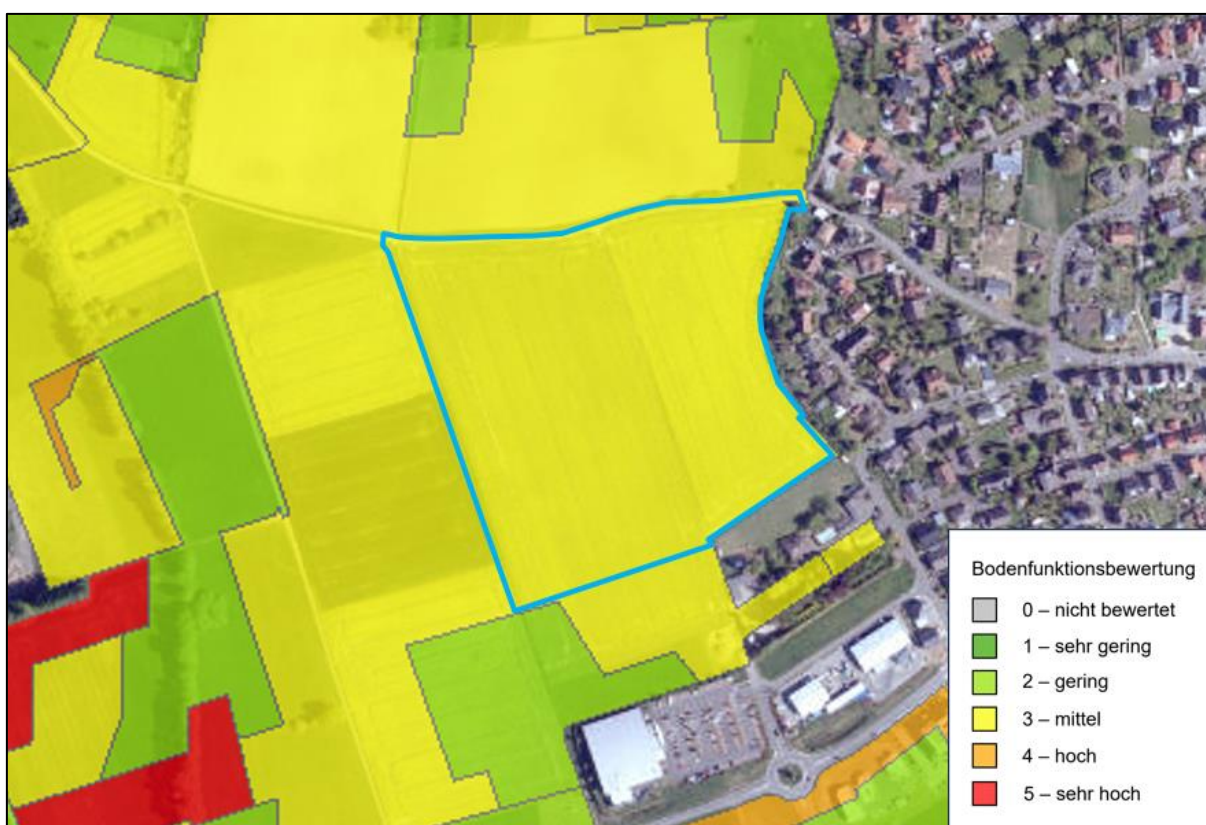 Bodenfunktionsbewertung
0 – nicht bewertet
1 – sehr gering
2 – gering
3 – mittel
4 – hoch
5 – sehr hoch